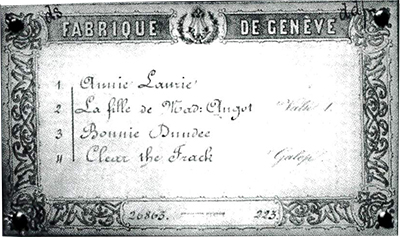 FABRIQUE DE GENÈVE
1 Annie Laurie
2 La fille de Mad: Angot Valse 1.
3 Bonnie Dundee
4 Clear the Track Galop
26863. 223.